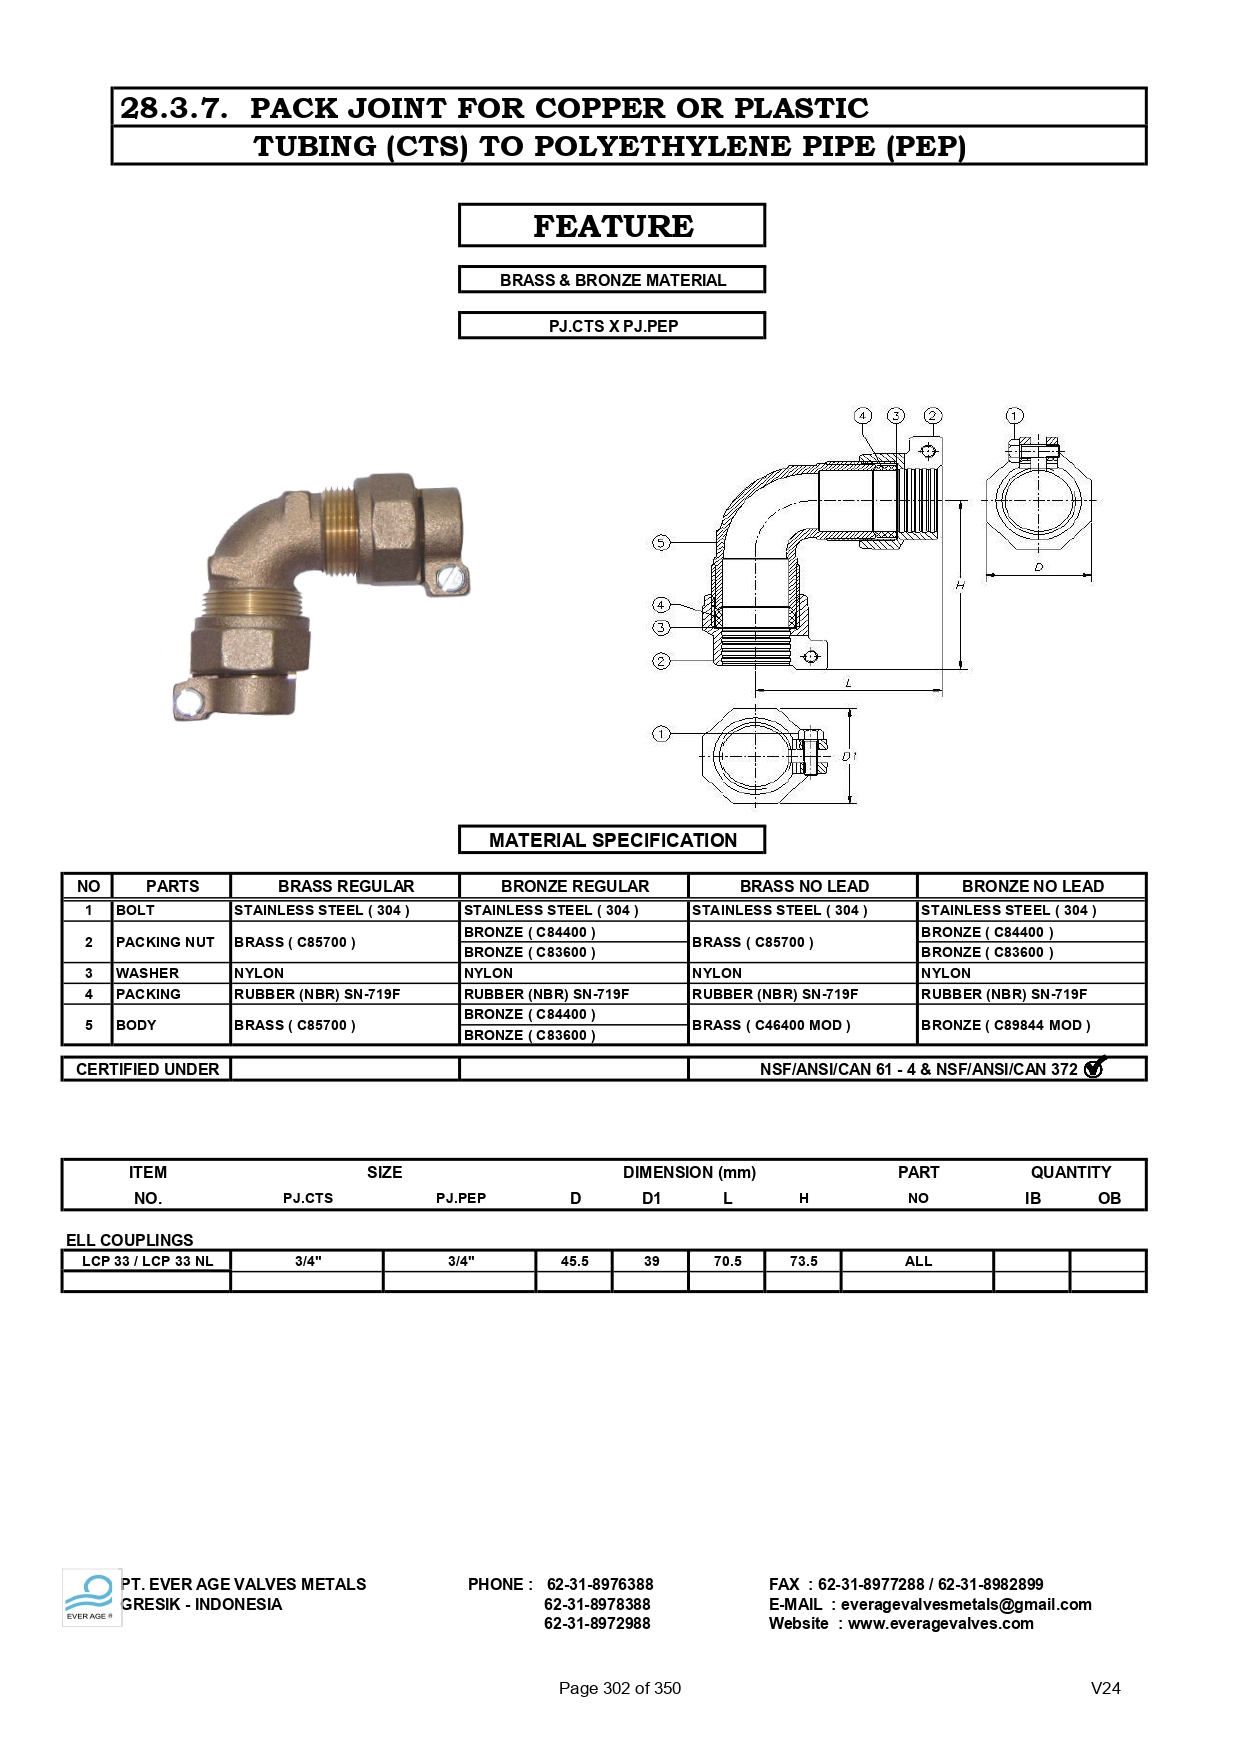 28.3.7. PACK JOINT FOR COPPER OR PLASTIC
TUBING (CTS) TO POLYETHYLENE PIPE (PEP)
FEATURE
BRASS & BRONZE MATERIAL
PJ.CTS X PJ.PEP
4 3 2 1
5
4
3
2
1
H
D
L
D1
MATERIAL SPECIFICATION
NO PARTS BRASS REGULAR BRONZE REGULAR BRASS NO LEAD BRONZE NO LEAD
1 BOLT STAINLESS STEEL ( 304 ) STAINLESS STEEL ( 304 ) STAINLESS STEEL ( 304 ) STAINLESS STEEL ( 304 )
2 PACKING NUT BRASS ( C85700 ) BRONZE ( C84400 ) BRASS ( C85700 ) BRONZE ( C84400 )
BRONZE ( C83600 ) BRONZE ( C83600 )
3 WASHER NYLON NYLON NYLON NYLON
4 PACKING RUBBER (NBR) SN-719F RUBBER (NBR) SN-719F RUBBER (NBR) SN-719F RUBBER (NBR) SN-719F
5 BODY BRASS ( C85700 ) BRONZE ( C84400 ) BRASS ( C46400 MOD ) BRONZE ( C89844 MOD )
BRONZE ( C83600 )
CERTIFIED UNDER NSF/ANSI/CAN 61 - 4 & NSF/ANSI/CAN 372
ITEM SIZE DIMENSION (mm) PART QUANTITY
NO. PJ.CTS PJ.PEP D D1 L H NO IB OB
ELL COUPLINGS
LCP 33 / LCP 33 NL 3/4" 3/4" 45.5 39 70.5 73.5 ALL
EVER AGE ®
PT. EVER AGE VALVES METALS PHONE : 62-31-8976388 FAX : 62-31-8977288 / 62-31-8982899
GRESIK - INDONESIA 62-31-8978388 E-MAIL : everagevalvesmetals@gmail.com
62-31-8972988 Website : www.everagevalves.com
Page 302 of 350 V24